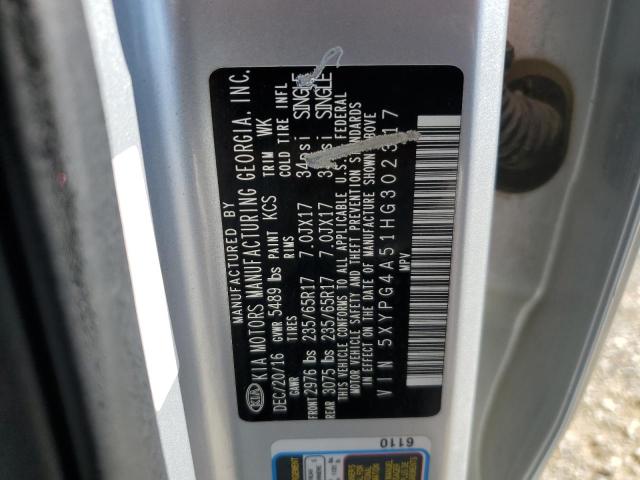 MANUFACTURED BY
KIA KIA MOTORS MANUFACTURING GEORGIA. INC.
DEC/20/16 GVWR 5489 lbs PAINT KCS TRIM WK
GAWR TIRES RIMS COLD TIRE INFL
FRONT 2976 lbs 235/65R17 7.0JX17 34psi SINGLE
REAR 3075 lbs 235/65R17 7.0JX17 SINGLE
THIS VEHICLE CONFORMS TO ALL APPLICABLE U.S. FEDERAL
MOTOR VEHICLE SAFETY AND THEFT PREVENTION STANDARDS
IN EFFECT ON THE DATE OF MANUFACTURE SHOWN ABOVE
VIN 5XYPG4A51HG302317
MPV
6110